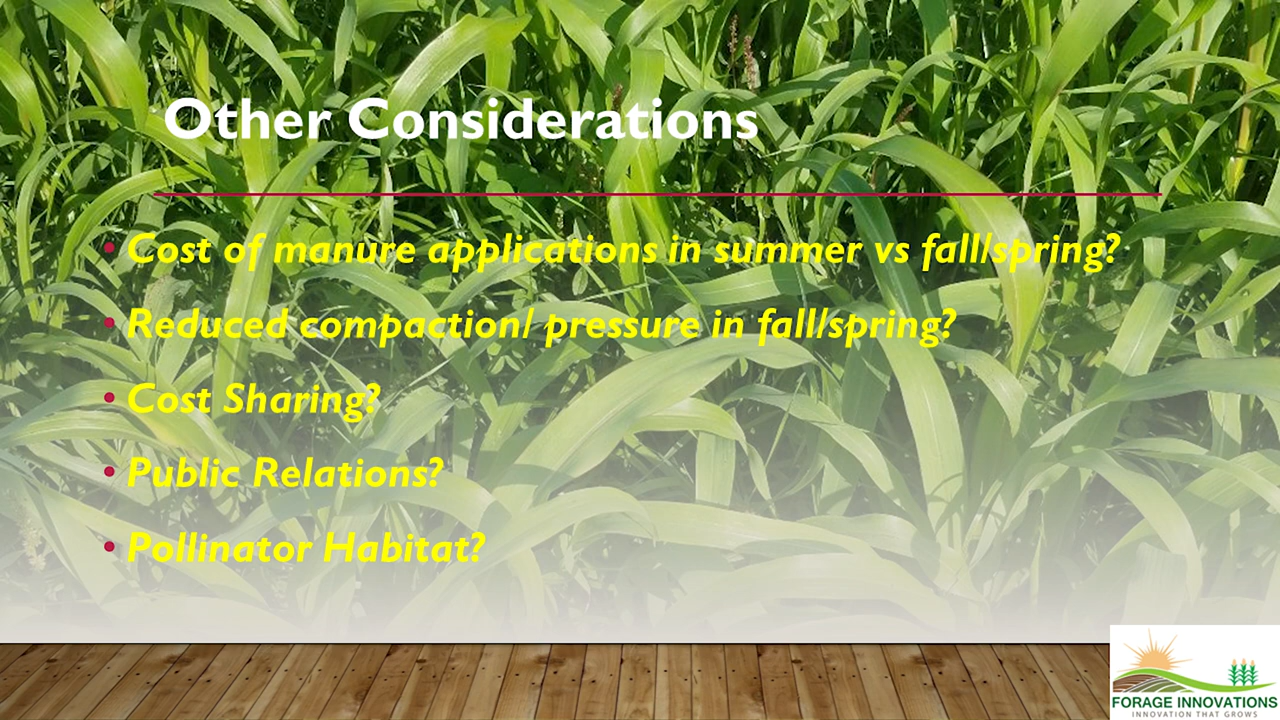 Other Considerations
• Cost of manure applications in summer vs fall/spring?
• Reduced compaction/ pressure in fall/spring?
• Cost Sharing?
• Public Relations?
• Pollinator Habitat?
FORAGE INNOVATIONS
INNOVATION THAT GROWS